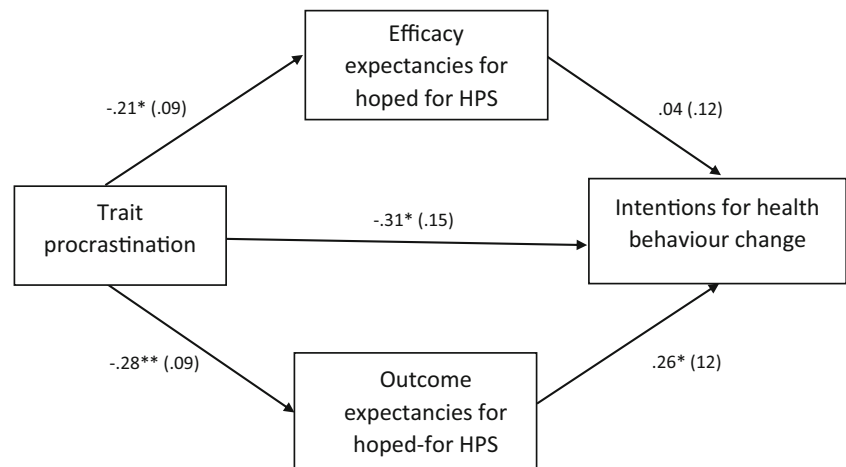 Efficacy
expectancies for
hoped for HPS
-.21* (.09)
.04 (.12)
Trait
procrastination
-.31* (.15)
Intentions for health
behaviour change
-.28** (.09)
.26* (12)
Outcome
expectancies for
hoped-for HPS